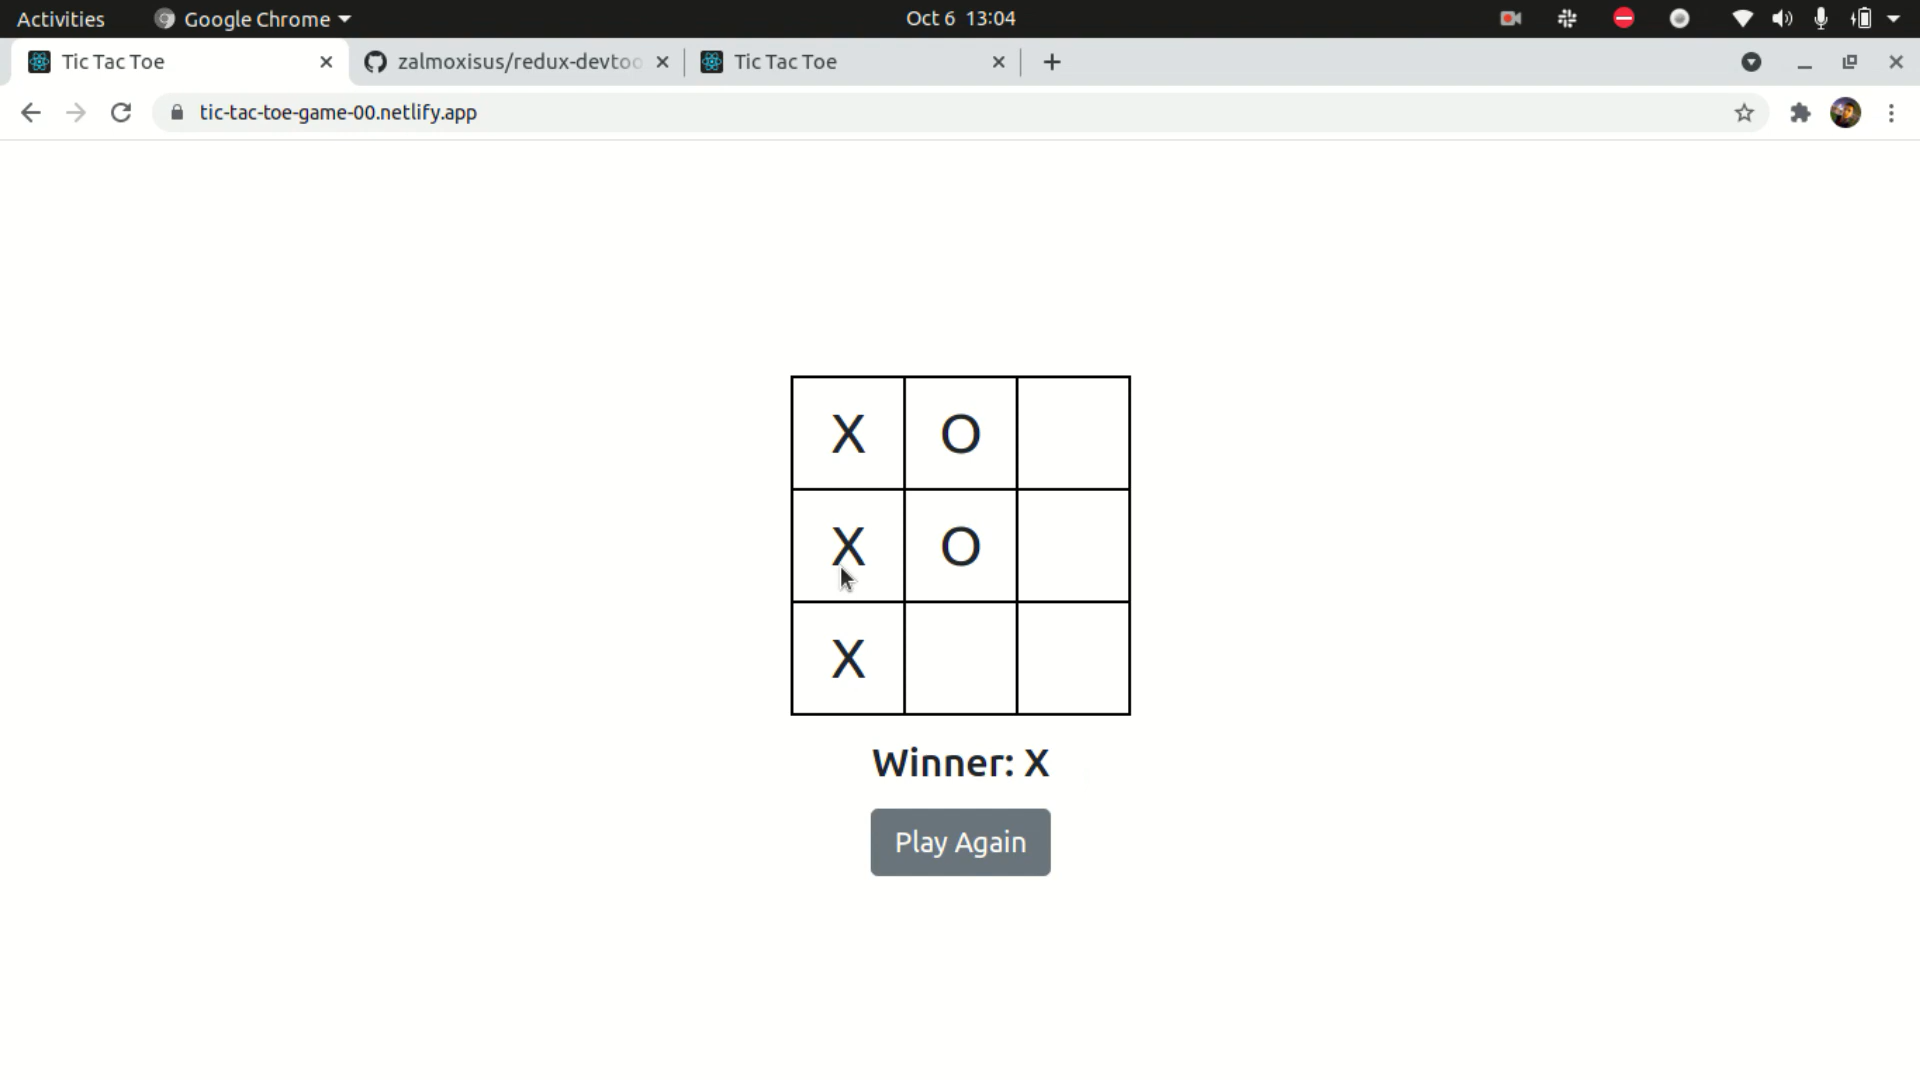 Activities Google Chrome Oct 6 13:04
Tic Tac Toe zalmoxisus/redux-devtoo Tic Tac Toe
tic-tac-toe-game-00.netlify.app
X O
X O
X
Winner: X
Play Again